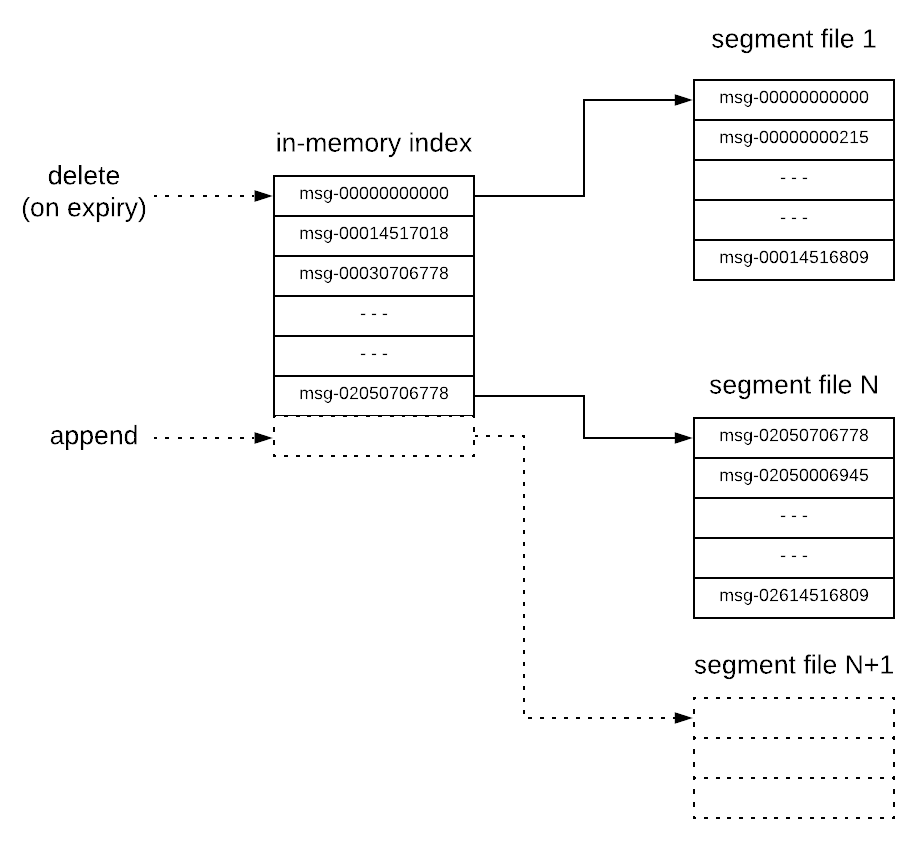 segment file 1
msg-00000000000
msg-00000000215
- - -
- - -
msg-00014516809
in-memory index
msg-00000000000
msg-00014517018
msg-00030706778
- - -
- - -
msg-02050706778
delete
(on expiry)
append
segment file N
msg-02050706778
msg-02050006945
- - -
- - -
msg-02614516809
segment file N+1